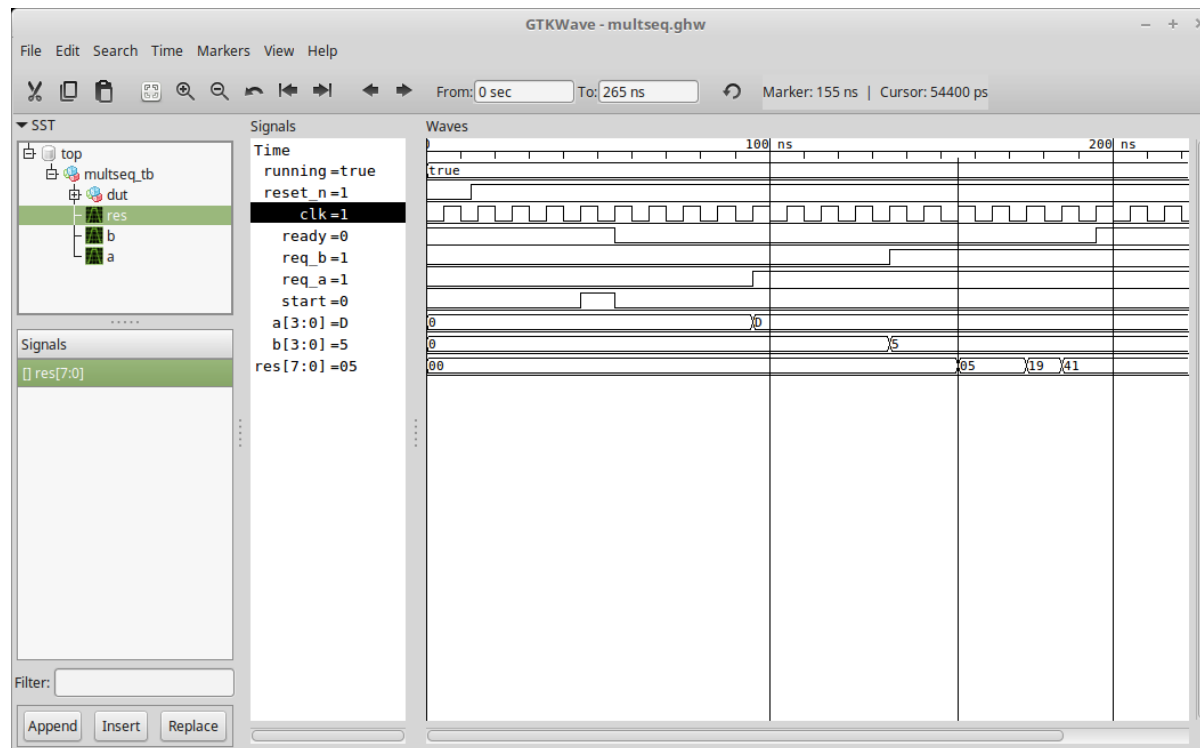 GTKWave - multseq.ghw
File Edit Search Time Markers View Help
From: 0 sec To: 265 ns Marker: 155 ns | Cursor: 54400 ps
SST
top
multseq_tb
dut
res
b
a
Signals
[] res[7:0]
Filter:
Append Insert Replace
Signals
Time
running=true
reset_n=1
clk=1
ready=0
req_b=1
req_a=1
start=0
a[3:0]=D
b[3:0]=5
res[7:0]=05
Waves
0 100 ns 200 ns
true
0 D
0 5
00 05 19 41